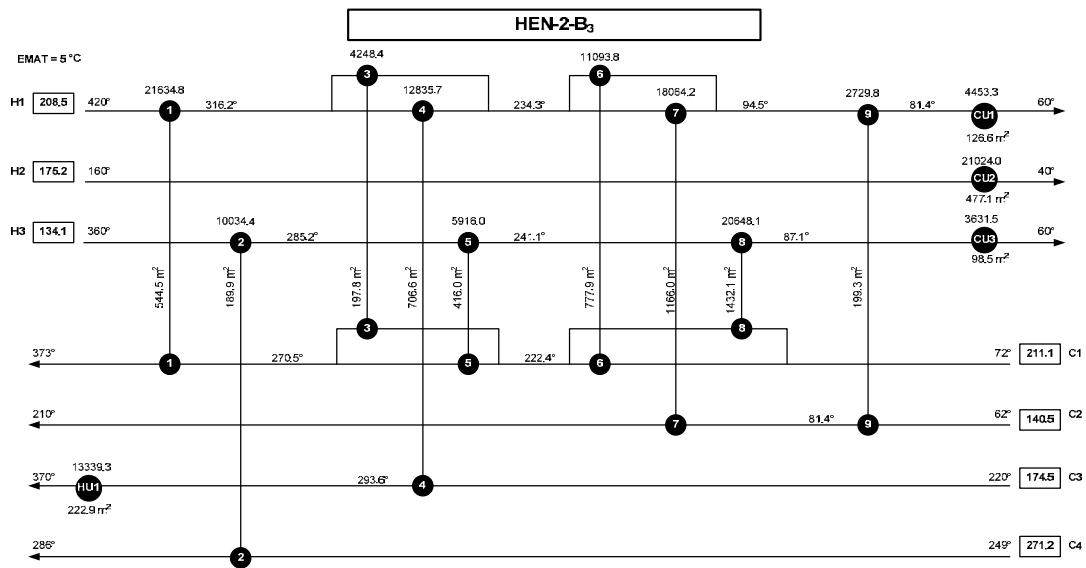 HEN-2-B₃
EMAT = 5 °C
4248.4
11093.8
3
6
21634.8
12835.7
18064.2
2729.8
4453.3
H1 208.5 420° 1 316.2° 4 234.3° 7 94.5° 9 81.4° CU1 60°
126.6 m²
21024.0
H2 175.2 160° CU2 40°
477.1 m²
10034.4
5916.0
20648.1
3631.5
H3 134.1 360° 2 285.2° 5 241.1° 8 87.1° CU3 60°
98.5 m²
544.5 m²
189.9 m²
197.8 m²
706.6 m²
416.0 m²
777.9 m²
1166.0 m²
1432.1 m²
199.3 m²
3
8
373° 1 270.5° 5 222.4° 6 72° 211.1 C1
210° 7 81.4° 9 62° 140.5 C2
13339.3
370° HU1 293.6° 4 220° 174.5 C3
222.9 m²
286° 2 249° 271.2 C4